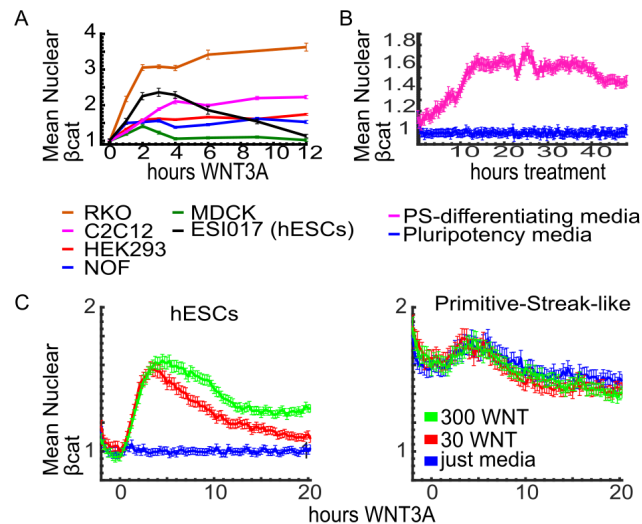 A
Mean Nuclear
βcat
4
3
2
1
0 2 4 6 8 10 12
hours WNT3A
RKO
C2C12
HEK293
NOF
MDCK
ESI017 (hESCs)
B
Mean Nuclear
βcat
1.8
1.6
1.4
1.2
1
10 20 30 40
hours treatment
PS-differentiating media
Pluripotency media
C
hESCs
Mean Nuclear
βcat
2
1
0 10 20
Primitive-Streak-like
2
1
300 WNT
30 WNT
just media
0 10 20
hours WNT3A